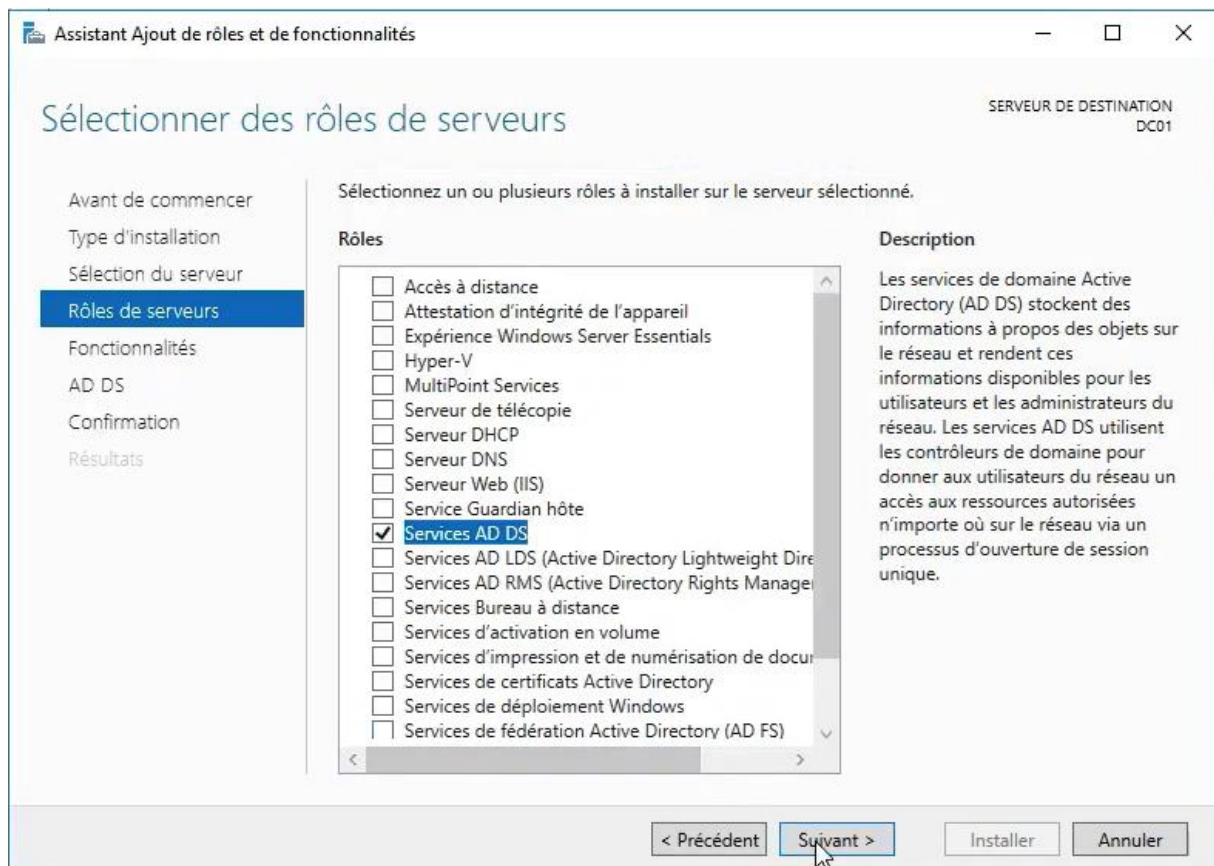 Assistant Ajout de rôles et de fonctionnalités
Sélectionner des rôles de serveurs
SERVEUR DE DESTINATION
DC01
Avant de commencer
Type d'installation
Sélection du serveur
Rôles de serveurs
Fonctionnalités
AD DS
Confirmation
Résultats
Sélectionnez un ou plusieurs rôles à installer sur le serveur sélectionné.
Rôles
Accès à distance
Attestation d’intégrité de l’appareil
Expérience Windows Server Essentials
Hyper-V
MultiPoint Services
Serveur de télécopie
Serveur DHCP
Serveur DNS
Serveur Web (IIS)
Service Guardian hôte
Services AD DS
Services AD LDS (Active Directory Lightweight Dire
Services AD RMS (Active Directory Rights Manage
Services Bureau à distance
Services d’activation en volume
Services d’impression et de numérisation de docu
Services de certificats Active Directory
Services de déploiement Windows
Services de fédération Active Directory (AD FS)
Description
Les services de domaine Active
Directory (AD DS) stockent des
informations à propos des objets sur
le réseau et rendent ces
informations disponibles pour les
utilisateurs et les administrateurs du
réseau. Les services AD DS utilisent
les contrôleurs de domaine pour
donner aux utilisateurs du réseau un
accès aux ressources autorisées
n’importe où sur le réseau via un
processus d’ouverture de session
unique.
< Précédent
Suivant >
Installer
Annuler